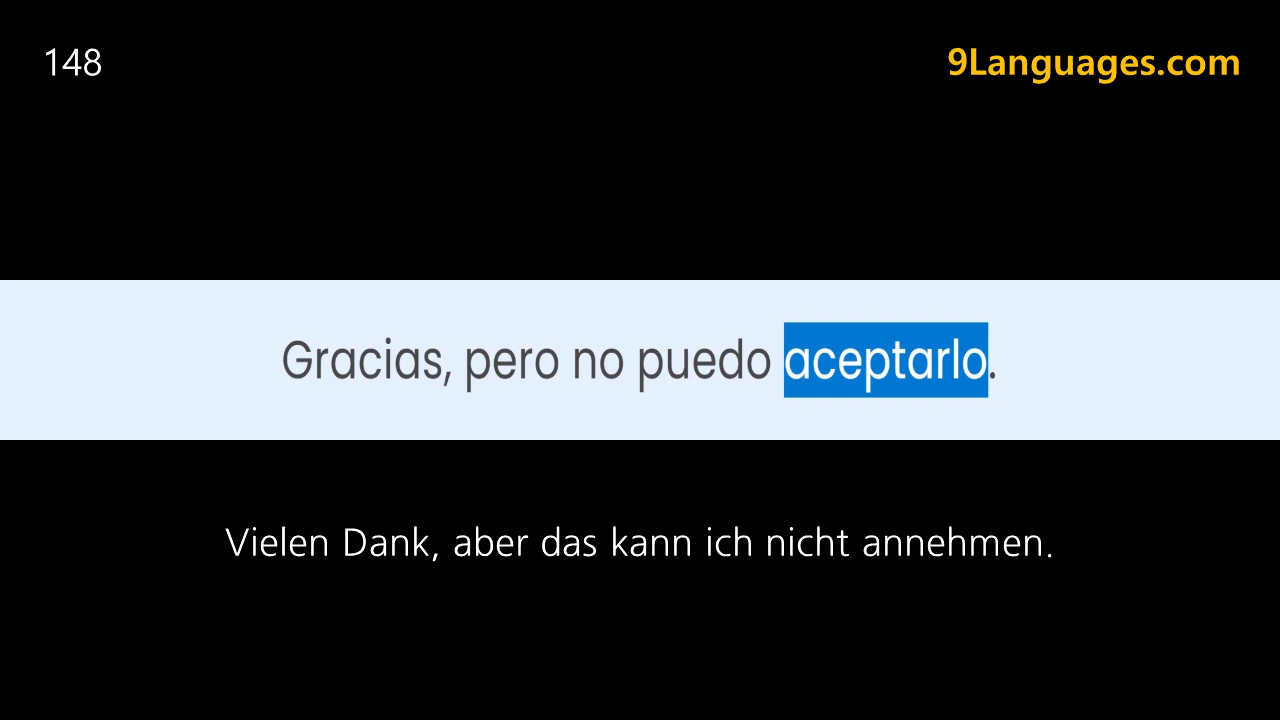 148
9Languages.com
Gracias, pero no puedo aceptarlo.
Vielen Dank, aber das kann ich nicht annehmen.